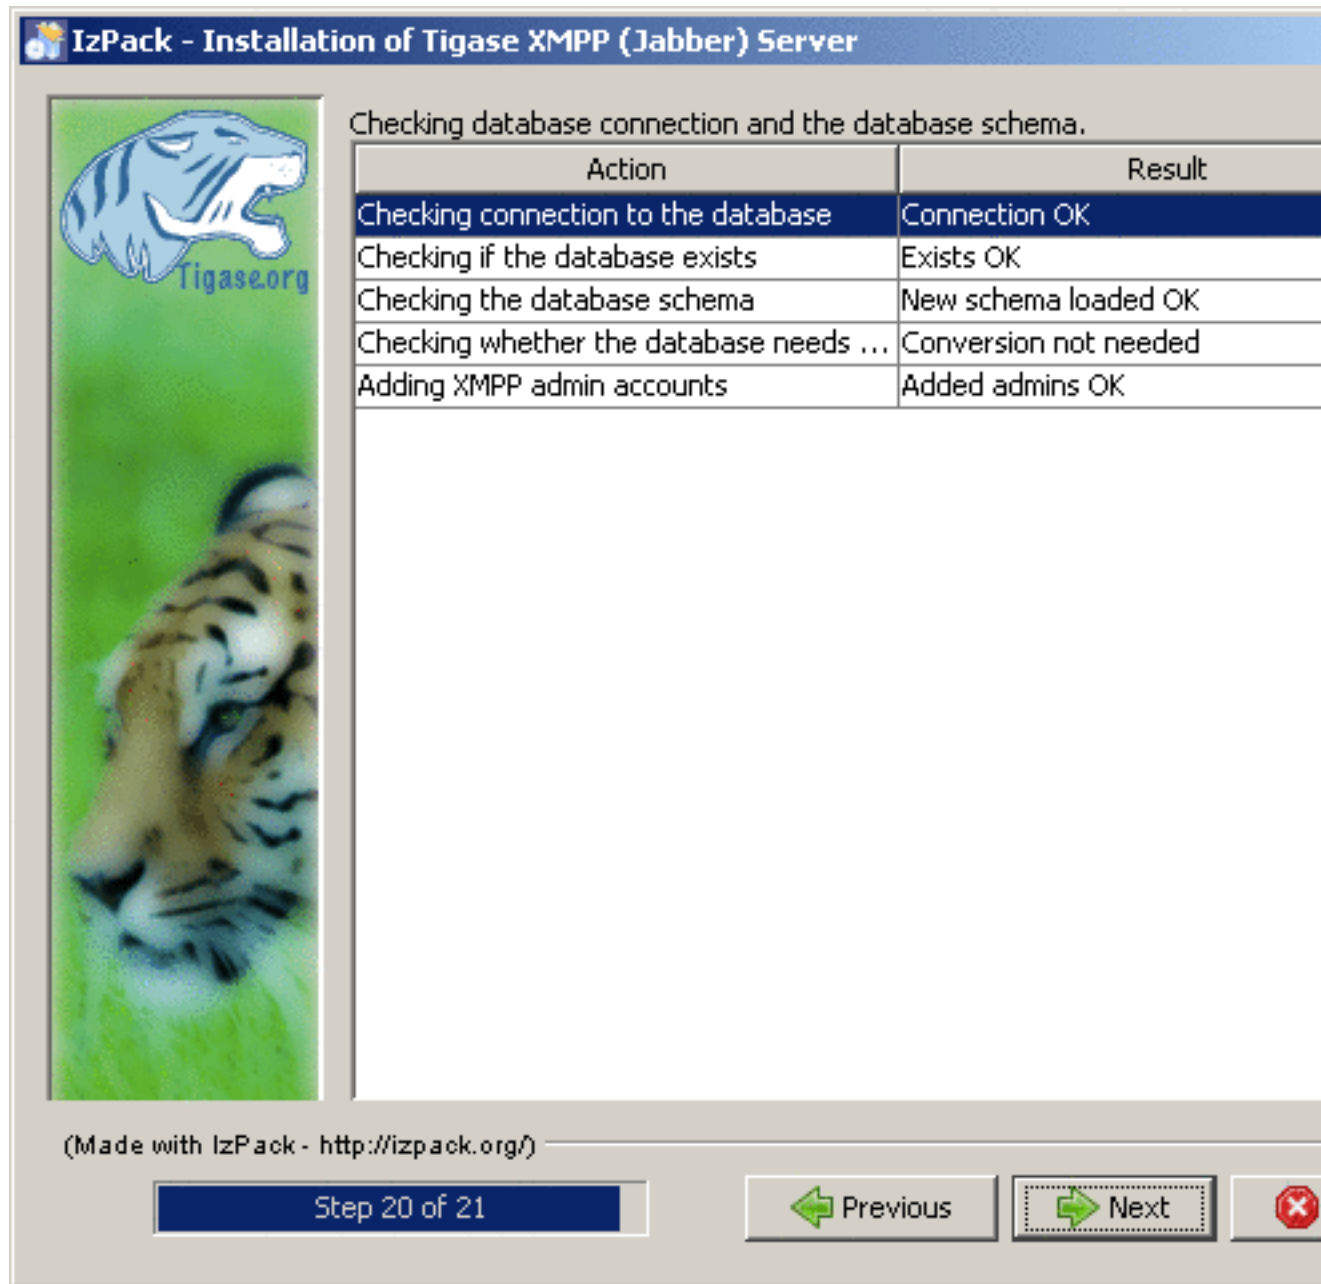 IzPack - Installation of Tigase XMPP (Jabber) Server
Tigase.org
Checking database connection and the database schema.
Action Result
Checking connection to the database Connection OK
Checking if the database exists Exists OK
Checking the database schema New schema loaded OK
Checking whether the database needs ... Conversion not needed
Adding XMPP admin accounts Added admins OK
(Made with IzPack - http://izpack.org/)
Step 20 of 21 Previous Next